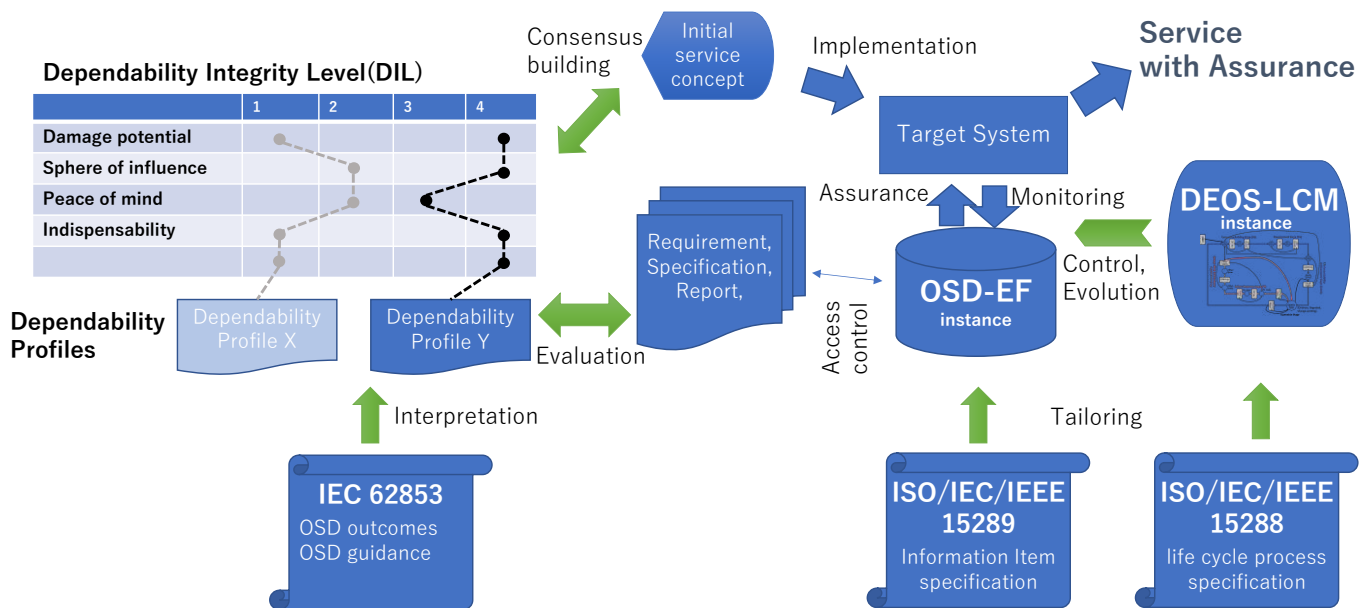 Dependability Integrity Level(DIL)
1 2 3 4
Damage potential
Sphere of influence
Peace of mind
Indispensability
Dependability
Profiles
Dependability
Profile X
Dependability
Profile Y
Consensus
building
Initial
service
concept
Implementation
Service
with Assurance
Target System
Assurance
Monitoring
Requirement,
Specification,
Report,
Evaluation
Access
control
OSD-EF
instance
Control,
Evolution
DEOS-LCM
instance
Interpretation
Tailoring
IEC 62853
OSD outcomes
OSD guidance
ISO/IEC/IEEE
15289
Information Item
specification
ISO/IEC/IEEE
15288
life cycle process
specification